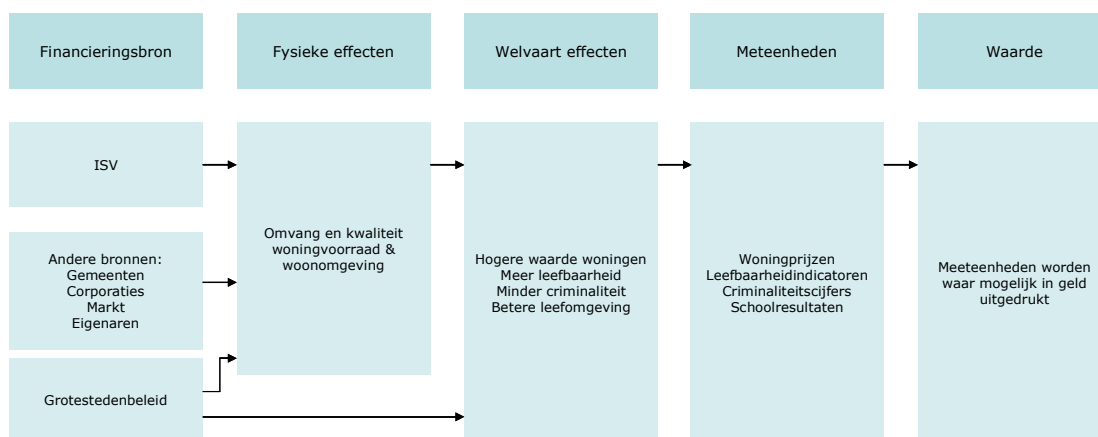 Financieringsbron
Fysieke effecten
Welvaart effecten
Meteenheden
Waarde
ISV
Andere bronnen:
Gemeenten
Corporaties
Markt
Eigenaren
Grotestedenbeleid
Omvang en kwaliteit
woningvoorraad &
woonomgeving
Hogere waarde woningen
Meer leefbaarheid
Minder criminaliteit
Betere leefomgeving
Woningprijzen
Leefbaarheidindicatoren
Criminaliteitscijfers
Schoolresultaten
Meeteenheden worden
waar mogelijk in geld
uitgedrukt